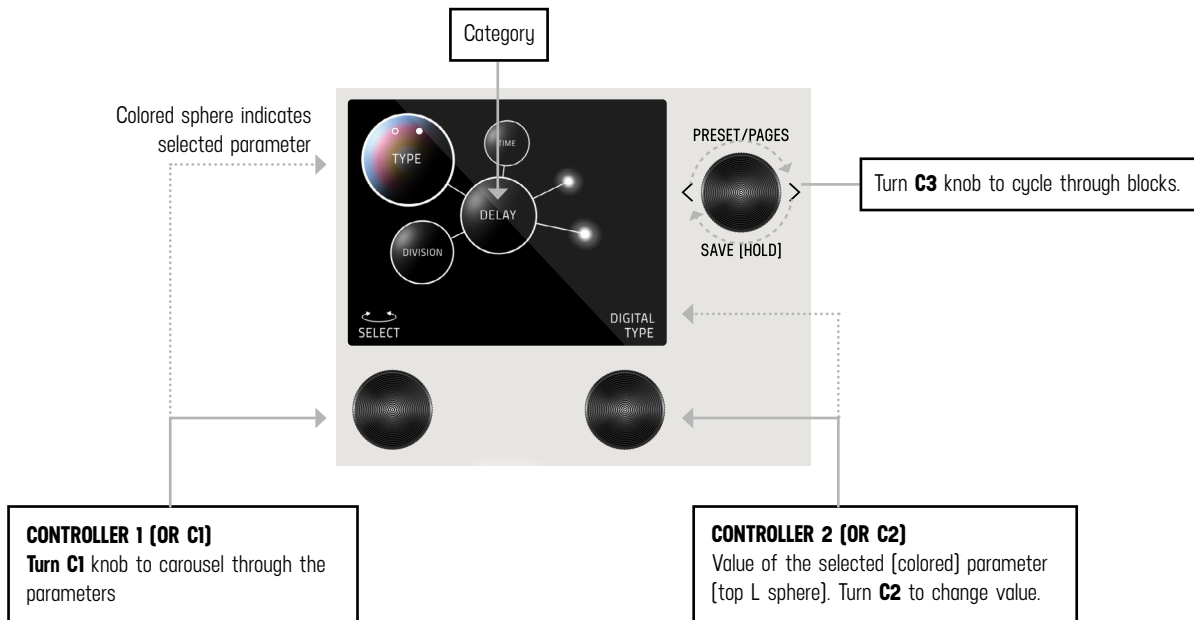 Category
Colored sphere indicates
selected parameter
TYPE
TIME
DELAY
DIVISION
SELECT
DIGITAL
TYPE
PRESET/PAGES
< >
SAVE [HOLD]
Turn C3 knob to cycle through blocks.
CONTROLLER 1 (OR C1)
Turn C1 knob to carousel through the
parameters
CONTROLLER 2 (OR C2)
Value of the selected [colored] parameter
[top L sphere]. Turn C2 to change value.